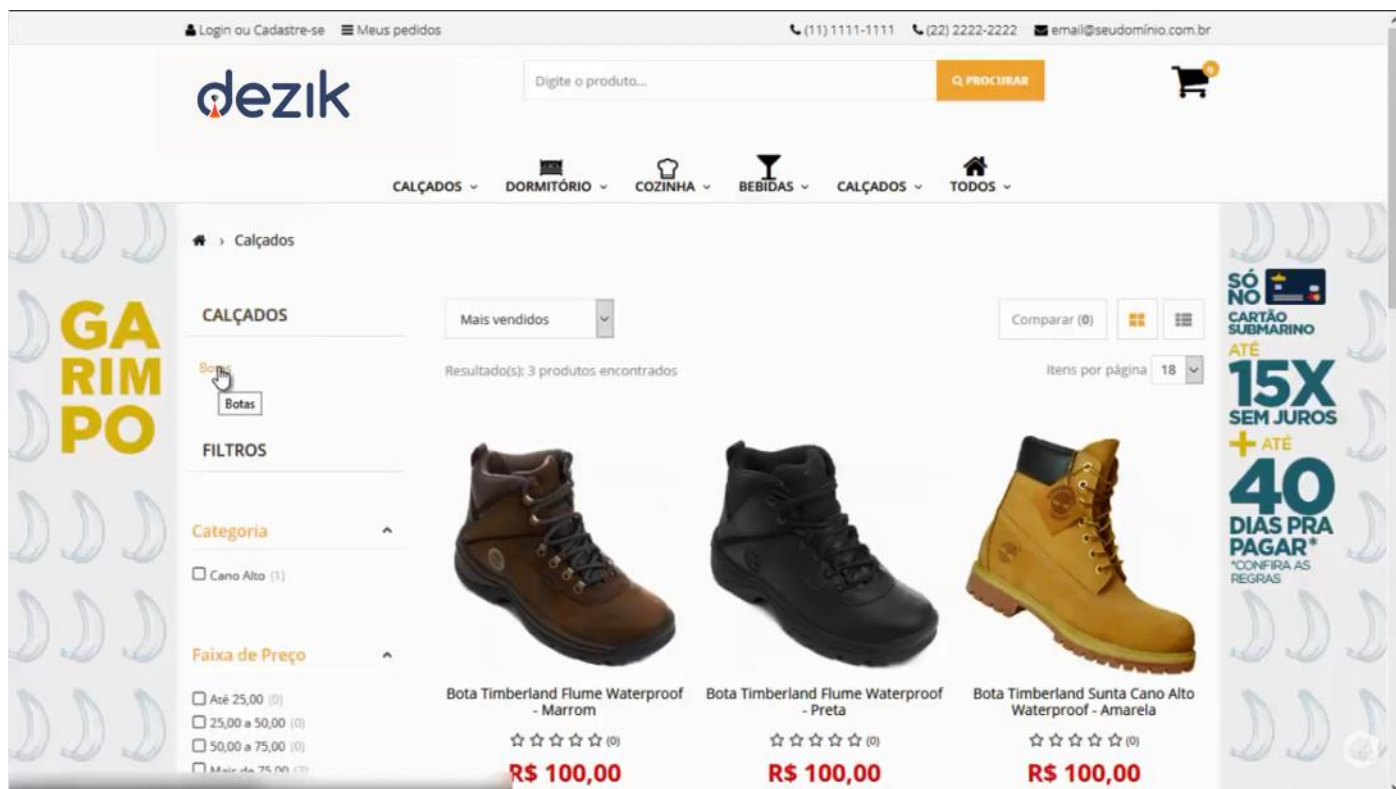 Login ou Cadastre-se Meus pedidos (11) 1111-1111 (22) 2222-2222 email@seudomínio.com.br
dezik
Digite o produto...
PROCURAR
0
CALÇADOS DORMITÓRIO COZINHA BEBIDAS CALÇADOS TODOS
› Calçados
GA
RIM
PO
CALÇADOS
Botas
FILTROS
Categoria
Cano Alto (1)
Faixa de Preço
Até 25,00 (0)
25,00 a 50,00 (0)
50,00 a 75,00 (0)
Mais de 75,00
Mais vendidos
Comparar (0)
Resultado(s): 3 produtos encontrados
Itens por página 18
Bota Timberland Flume Waterproof
- Marrom
(0)
R$ 100,00
Bota Timberland Flume Waterproof
- Preta
(0)
R$ 100,00
Bota Timberland Sunta Cano Alto
Waterproof - Amarela
(0)
R$ 100,00
SÓ
NO
CARTÃO
SUBMARINO
ATÉ
15X
SEM JUROS
+ ATÉ
40
DIAS PRA
PAGAR*
*CONFIRA AS
REGRAS